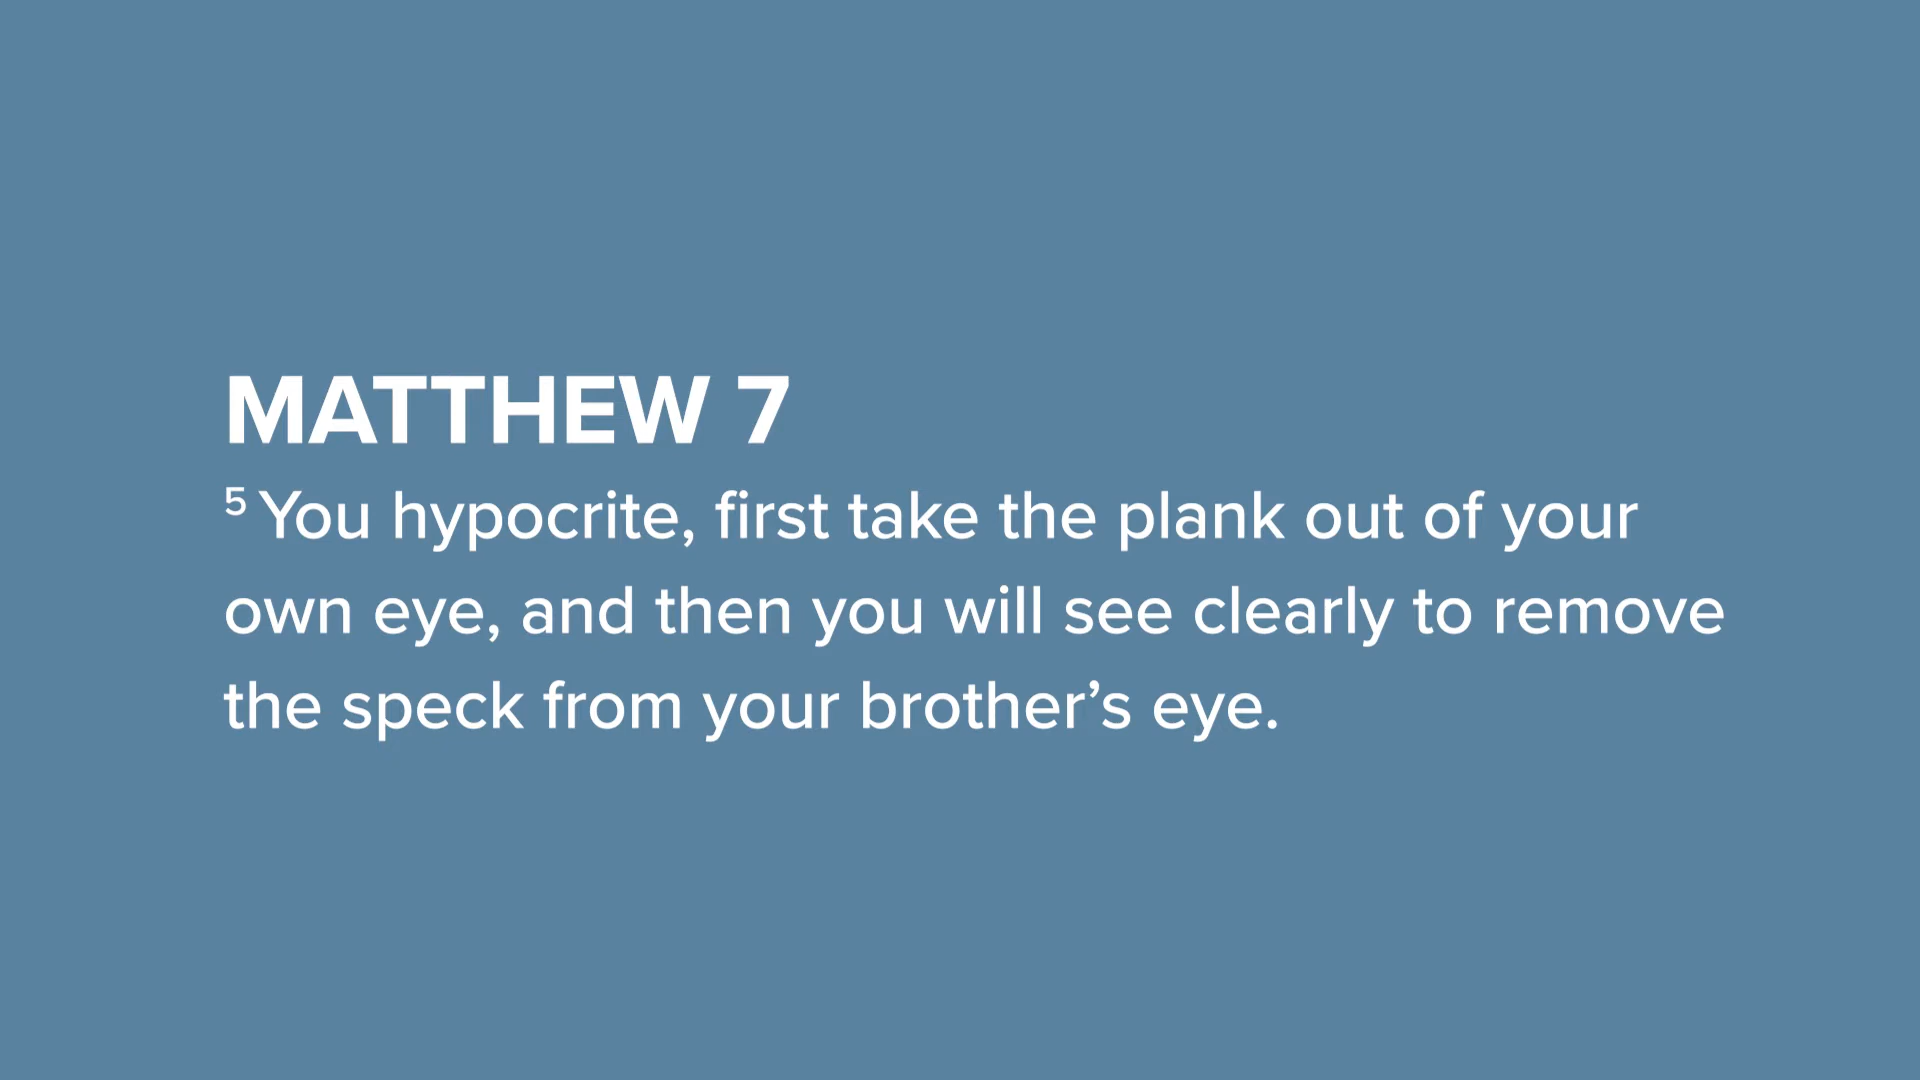 MATTHEW 7
⁵ You hypocrite, first take the plank out of your
own eye, and then you will see clearly to remove
the speck from your brother’s eye.